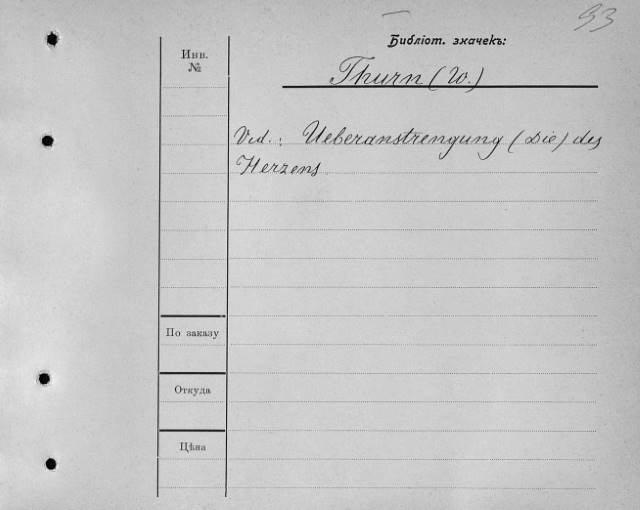 93
Библіот. значекъ:
Инв.
№
Thurn (W.)
Vid.: Ueberanstrengung (Die) des
Herzens
По заказу
Откуда
Цѣна